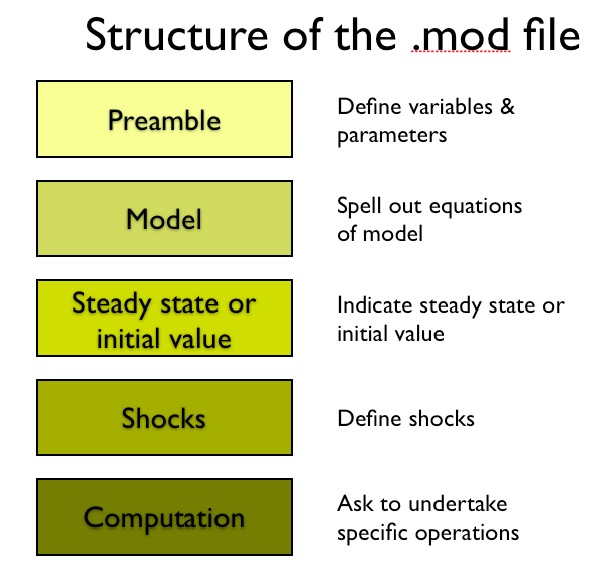 Structure of the .mod file
Preamble
Define variables &
parameters
Model
Spell out equations
of model
Steady state or
initial value
Indicate steady state or
initial value
Shocks
Define shocks
Computation
Ask to undertake
specific operations